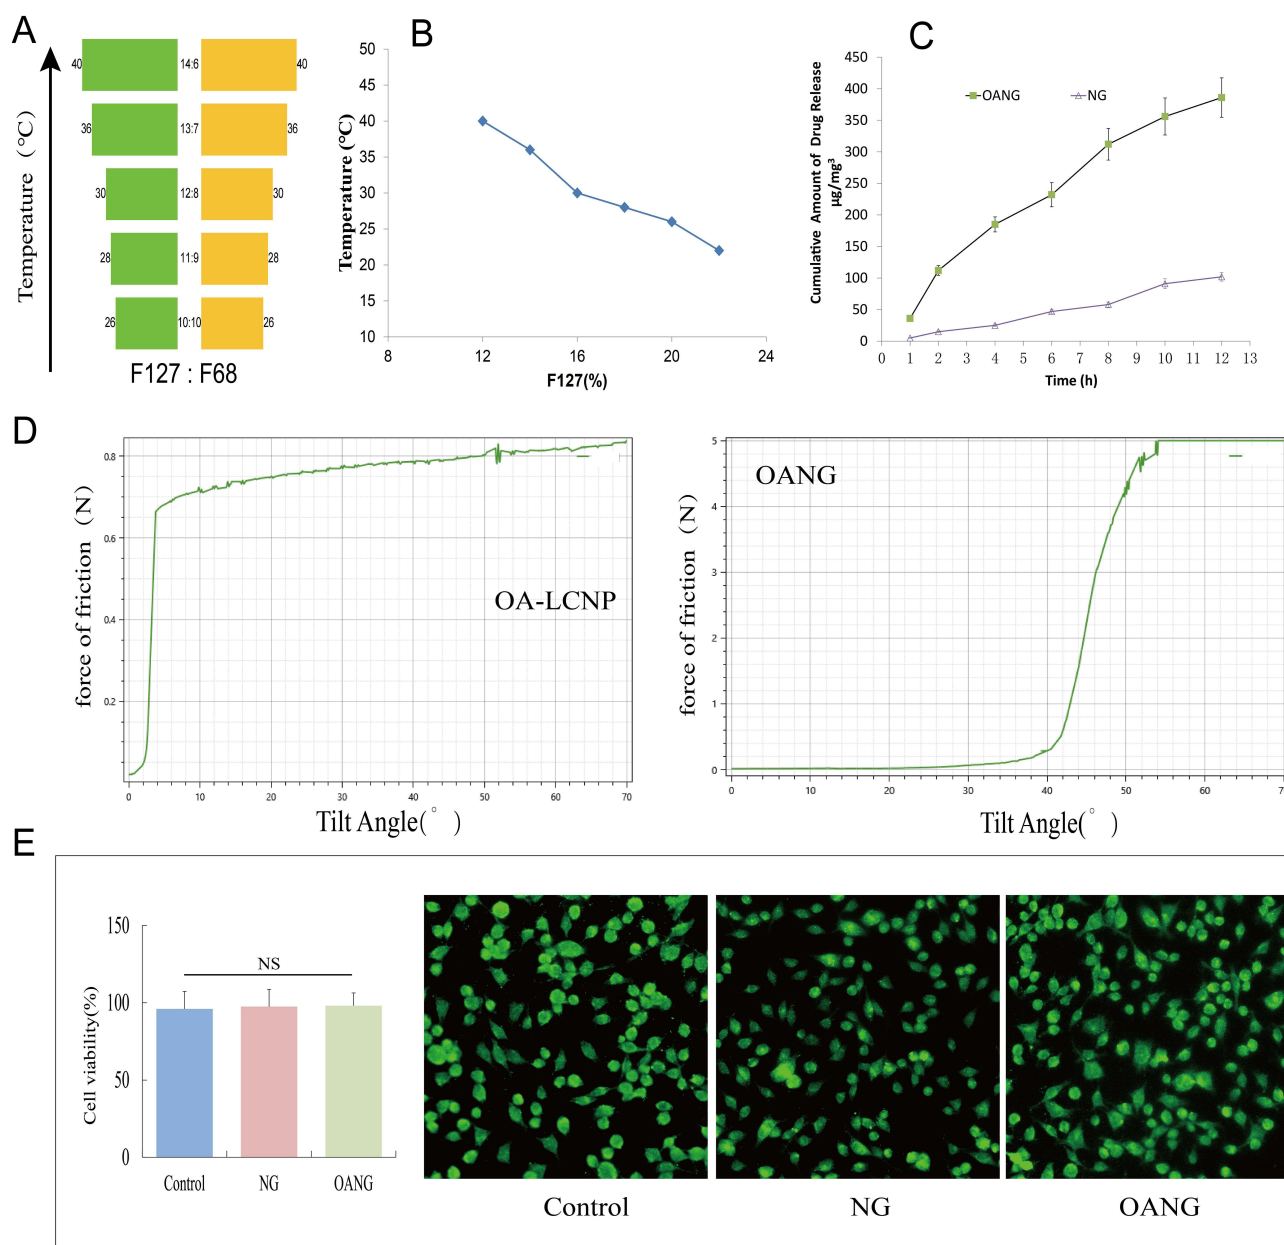 A
Temperature (℃)
40 14:6 40
36 13:7 36
30 12:8 30
28 11:9 28
26 10:10 26
F127 : F68
B
Temperature (℃)
50
45
40
35
30
25
20
15
10
8 12 16 20 24
F127(%)
C
Cumulative Amount of Drug Release
μg/mg³
450
400
350
300
250
200
150
100
50
0
OANG NG
0 1 2 3 4 5 6 7 8 9 10 11 12 13
Time (h)
D
force of friction (N)
0.8
0.6
0.4
0.2
OA-LCNP
0 10 20 30 40 50 60 70
Tilt Angle(° )
force of friction (N)
5
4
3
2
1
0
OANG
0 10 20 30 40 50 60 7
Tilt Angle(° )
E
Cell viability(%)
150
100
50
0
NS
Control NG OANG
Control NG OANG